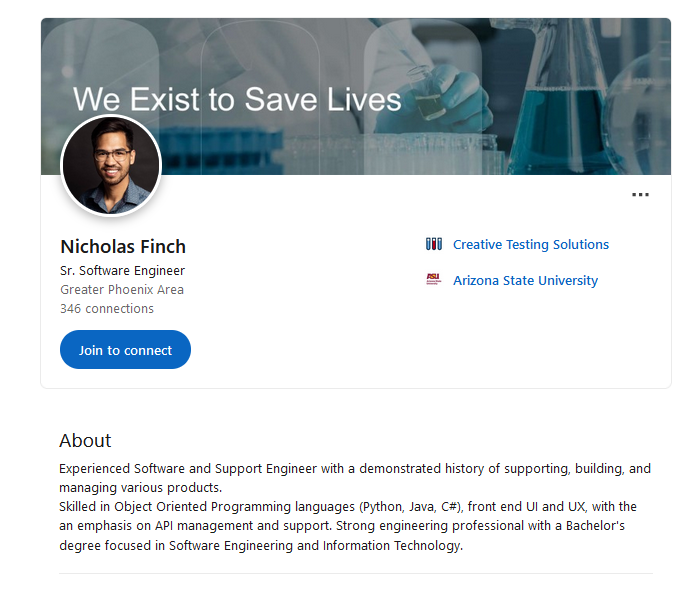 We Exist to Save Lives
Nicholas Finch
Sr. Software Engineer
Greater Phoenix Area
346 connections
Join to connect
Creative Testing Solutions
ASU
Arizona State University
About
Experienced Software and Support Engineer with a demonstrated history of supporting, building, and
managing various products.
Skilled in Object Oriented Programming languages (Python, Java, C#), front end UI and UX, with the
an emphasis on API management and support. Strong engineering professional with a Bachelor's
degree focused in Software Engineering and Information Technology.